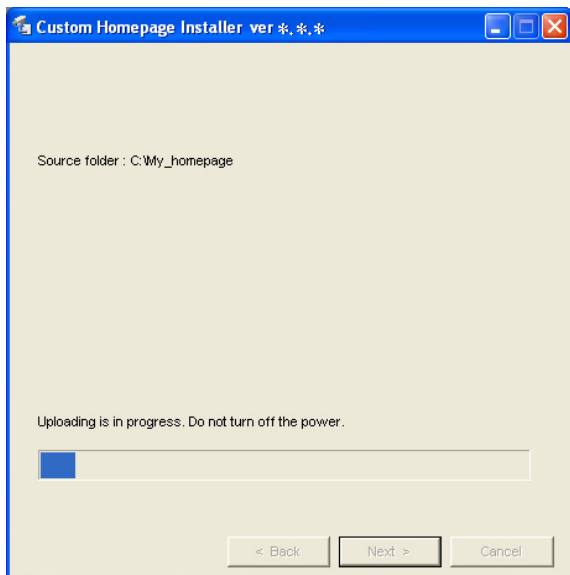 Custom Homepage Installer ver *.*.*
Source folder : C:\My_homepage
Uploading is in progress. Do not turn off the power.
< Back
Next >
Cancel